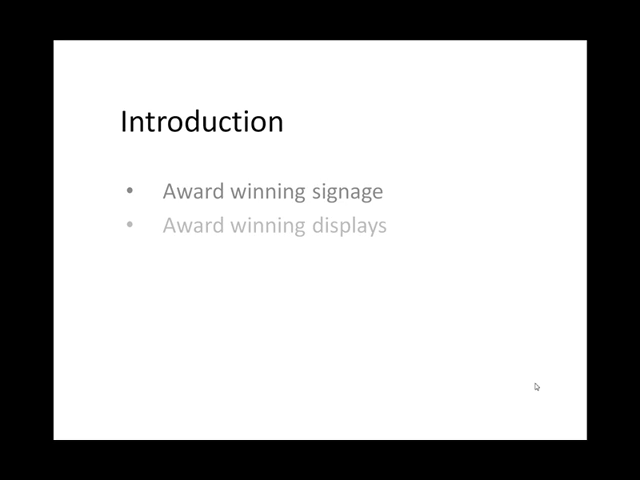 Introduction
• Award winning signage
• Award winning displays